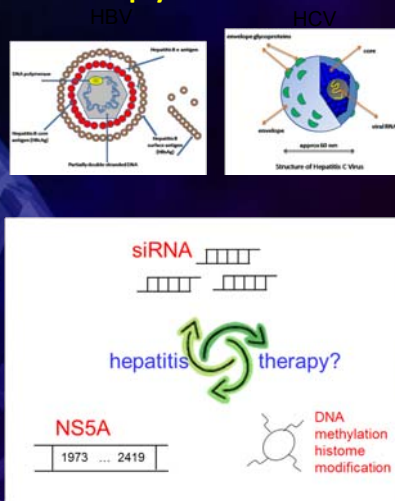 HBV
HCV
Hepatitis B e antigen
DNA polymerase
Hepatitis B core
antigen (HBcAg)
Hepatitis B
surface antigen (HBsAg)
Partially double stranded DNA
envelope glycoproteins
core
envelope
viral RNA
approx 60 nm
Structure of Hepatitis C Virus
siRNA
hepatitis
therapy?
NS5A
1973 ... 2419
DNA
methylation
histome
modification